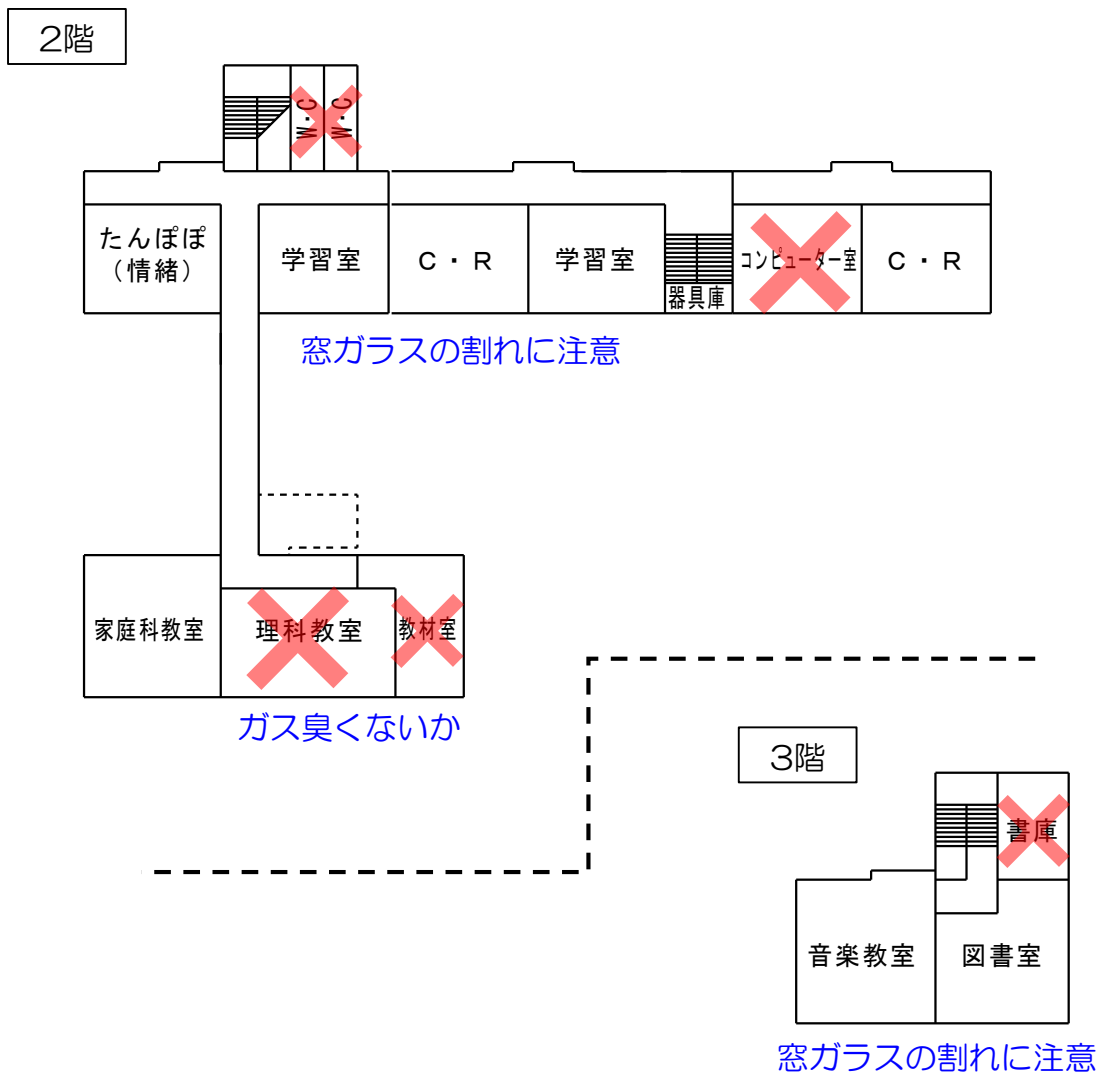 2階
W・C
W・C
たんぽぽ
（情緒）
学習室
C・R
学習室
器具庫
コンピューター室
C・R
窓ガラスの割れに注意
家庭科教室
理科教室
教材室
ガス臭くないか
3階
書庫
音楽教室
図書室
窓ガラスの割れに注意